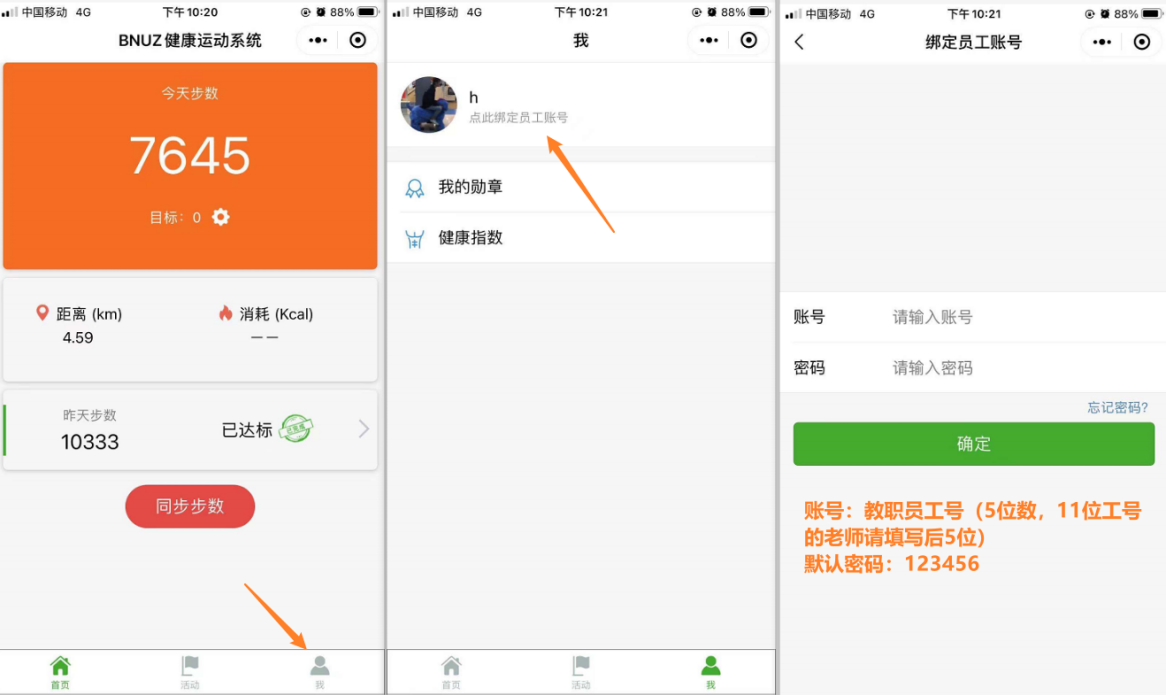 中国移动 4G 下午10:20 88%
BNUZ健康运动系统
今天步数
7645
目标: 0
距离 (km)
4.59
消耗 (Kcal)
— —
昨天步数
10333
已达标
同步步数
首页
活动
我
中国移动 4G 下午10:21 88%
我
h
点此绑定员工账号
我的勋章
健康指数
首页
活动
我
中国移动 4G 下午10:21 88%
绑定员工账号
账号 请输入账号
密码 请输入密码
忘记密码?
确定
账号：教职员工号（5位数，11位工号
的老师请填写后5位）
默认密码：123456